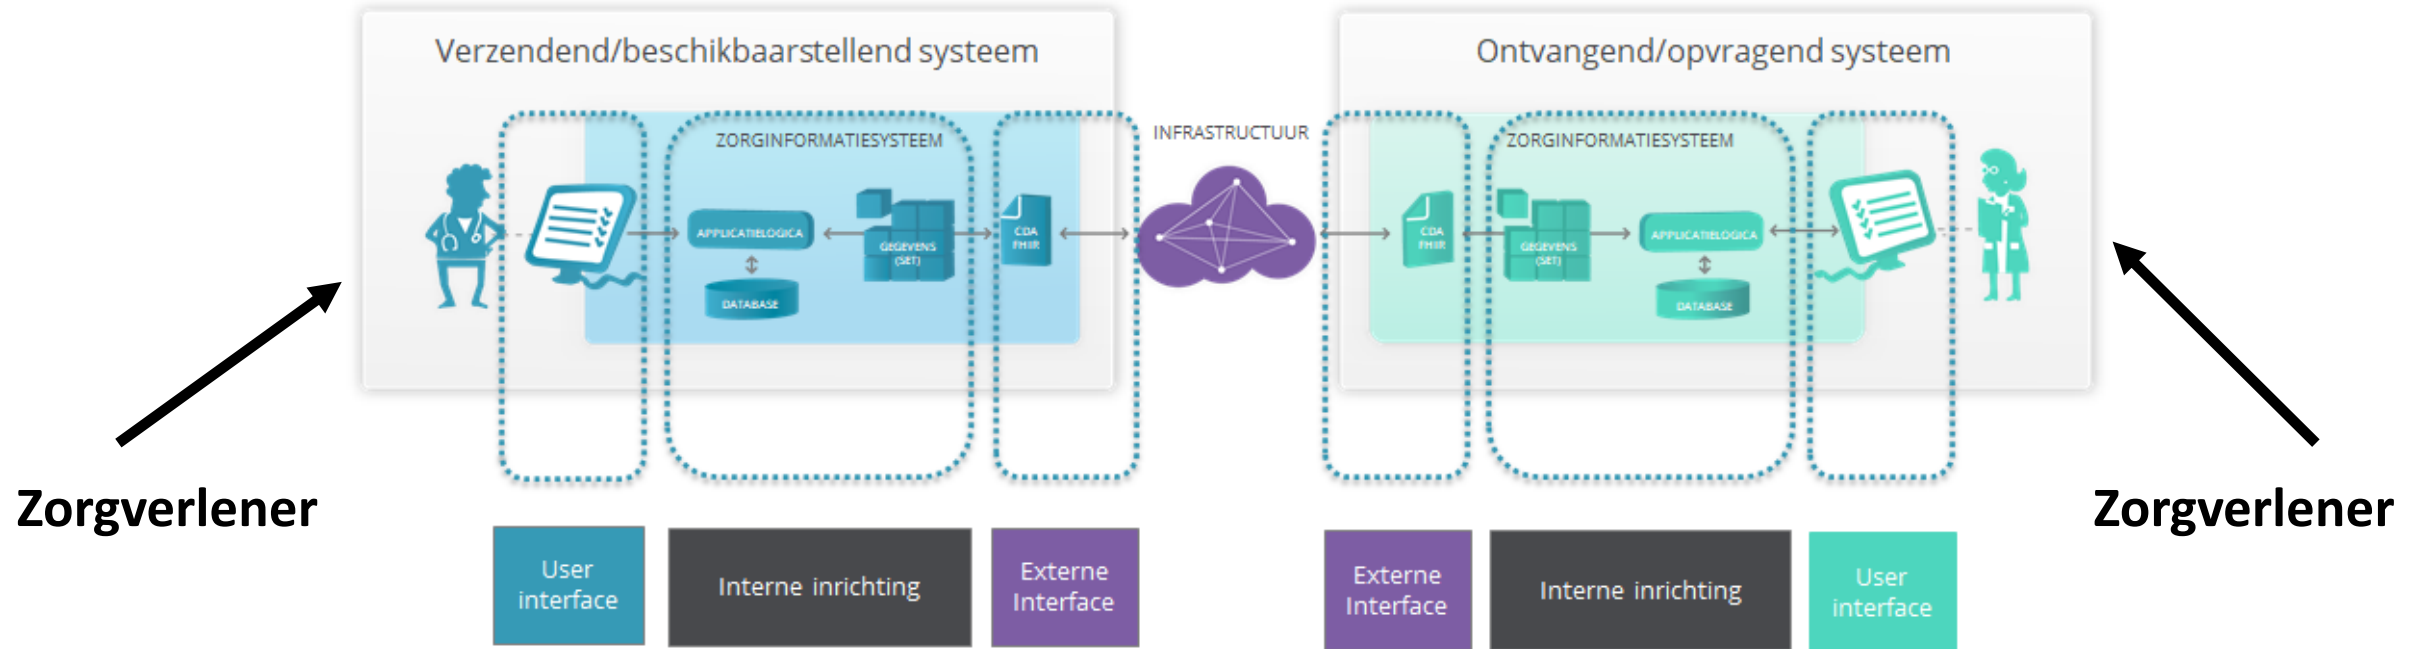 Verzendend/beschikbaarstellend systeem
Ontvangend/opvragend systeem
ZORGINFORMATIESYSTEEM
INFRASTRUCTUUR
ZORGINFORMATIESYSTEEM
APPLICATIELOGICA
GEGEVENS
(SET)
CDA
FHIR
DATABASE
CDA
FHIR
GEGEVENS
(SET)
APPLICATIELOGICA
DATABASE
Zorgverlener
Zorgverlener
User
interface
Interne inrichting
Externe
Interface
Externe
Interface
Interne inrichting
User
interface